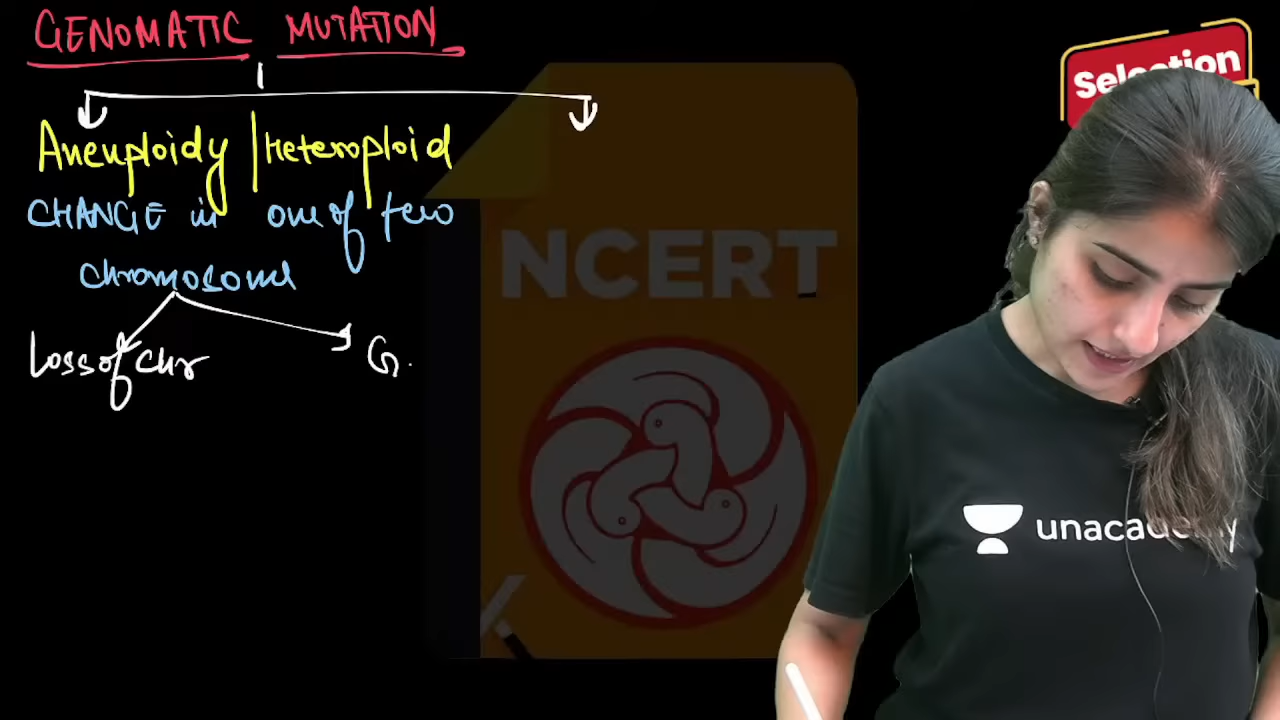 GENOMATIC MUTATION
Selection
Aneuploidy | Heteroploid
CHANGE in one of few
chromosome
Loss of chr
G.
NCERT
unacademy